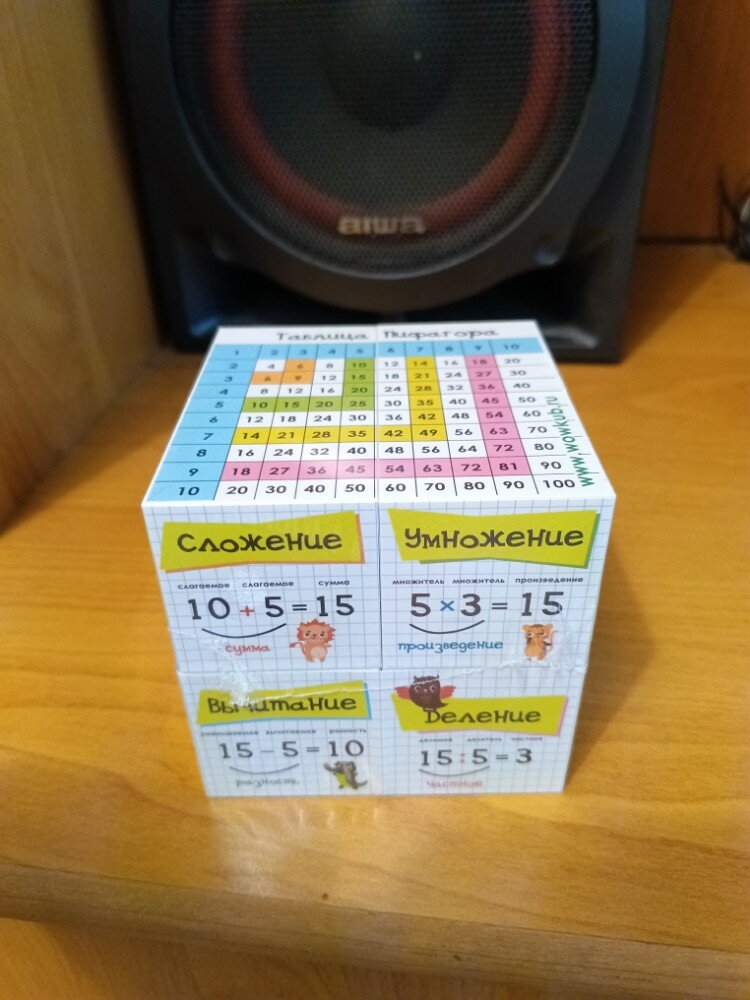 aiwa
Таблица Пифагора
1 2 3 4 5 6 7 8 9 10
2 4 6 8 10 12 14 16 18 20
3 6 9 12 15 18 21 24 27 30
4 8 12 16 20 24 28 32 36 40
5 10 15 20 25 30 35 40 45 50
6 12 18 24 30 36 42 48 54 60
7 14 21 28 35 42 49 56 63 70
8 16 24 32 40 48 56 64 72 80
9 18 27 36 45 54 63 72 81 90
10 20 30 40 50 60 70 80 90 100
www.wowkub.ru
Сложение
слагаемое слагаемое сумма
10 + 5 = 15
сумма
Умножение
множитель множитель произведение
5 × 3 = 15
произведение
Вычитание
уменьшаемое вычитаемое разность
15 – 5 = 10
разность
Деление
делимое делитель частное
15 : 5 = 3
частное